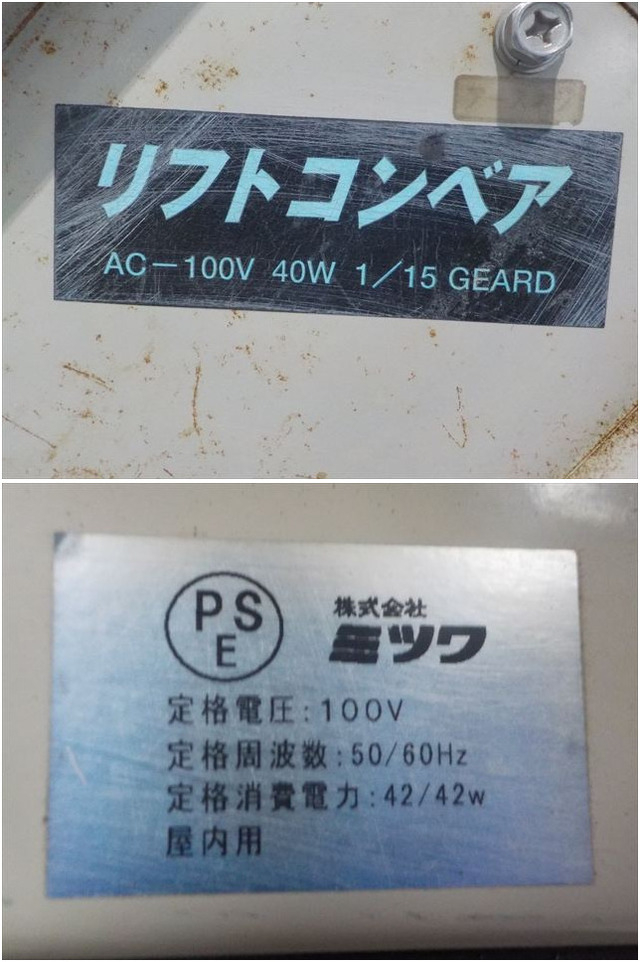 リフトコンベア
AC－100V 40W 1／15 GEARD
PS
E
株式会社
ミツワ
定格電圧:100V
定格周波数:50/60Hz
定格消費電力:42/42w
屋内用